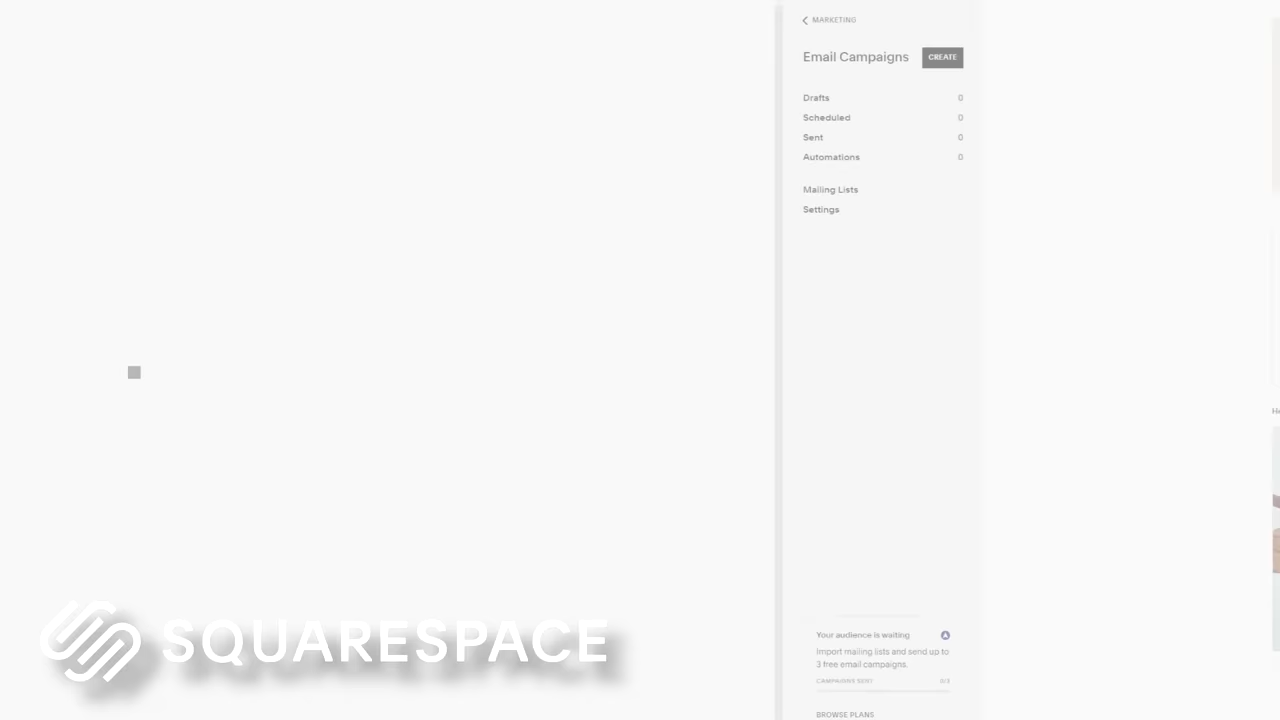 MARKETING
Email Campaigns
CREATE
Drafts 0
Scheduled 0
Sent 0
Automations 0
Mailing Lists
Settings
SQUARESPACE
Your audience is waiting
Import mailing lists and send up to
3 free email campaigns.
CAMPAIGNS SENT 0/3
BROWSE PLANS